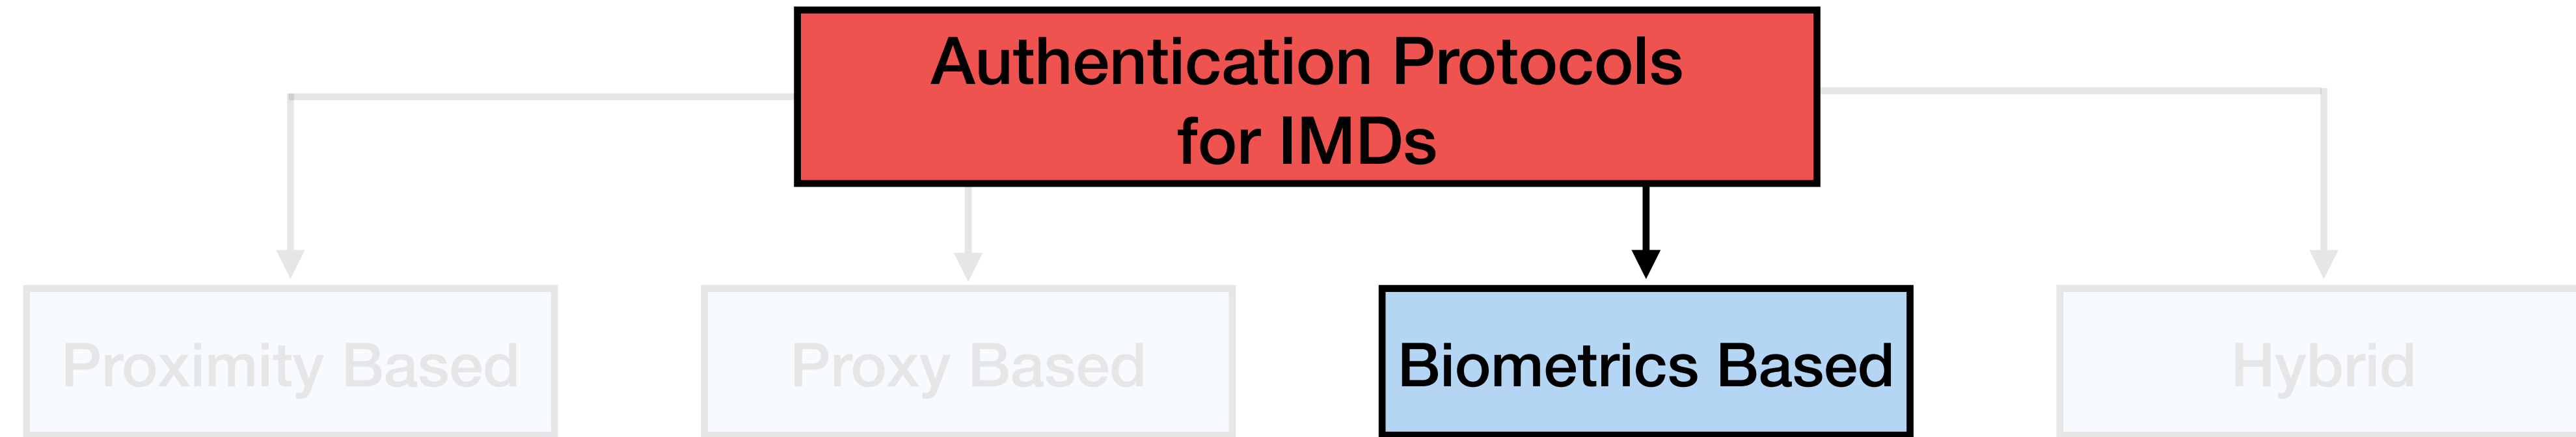 Authentication Protocols
for IMDs
Proximity Based
Proxy Based
Biometrics Based
Hybrid